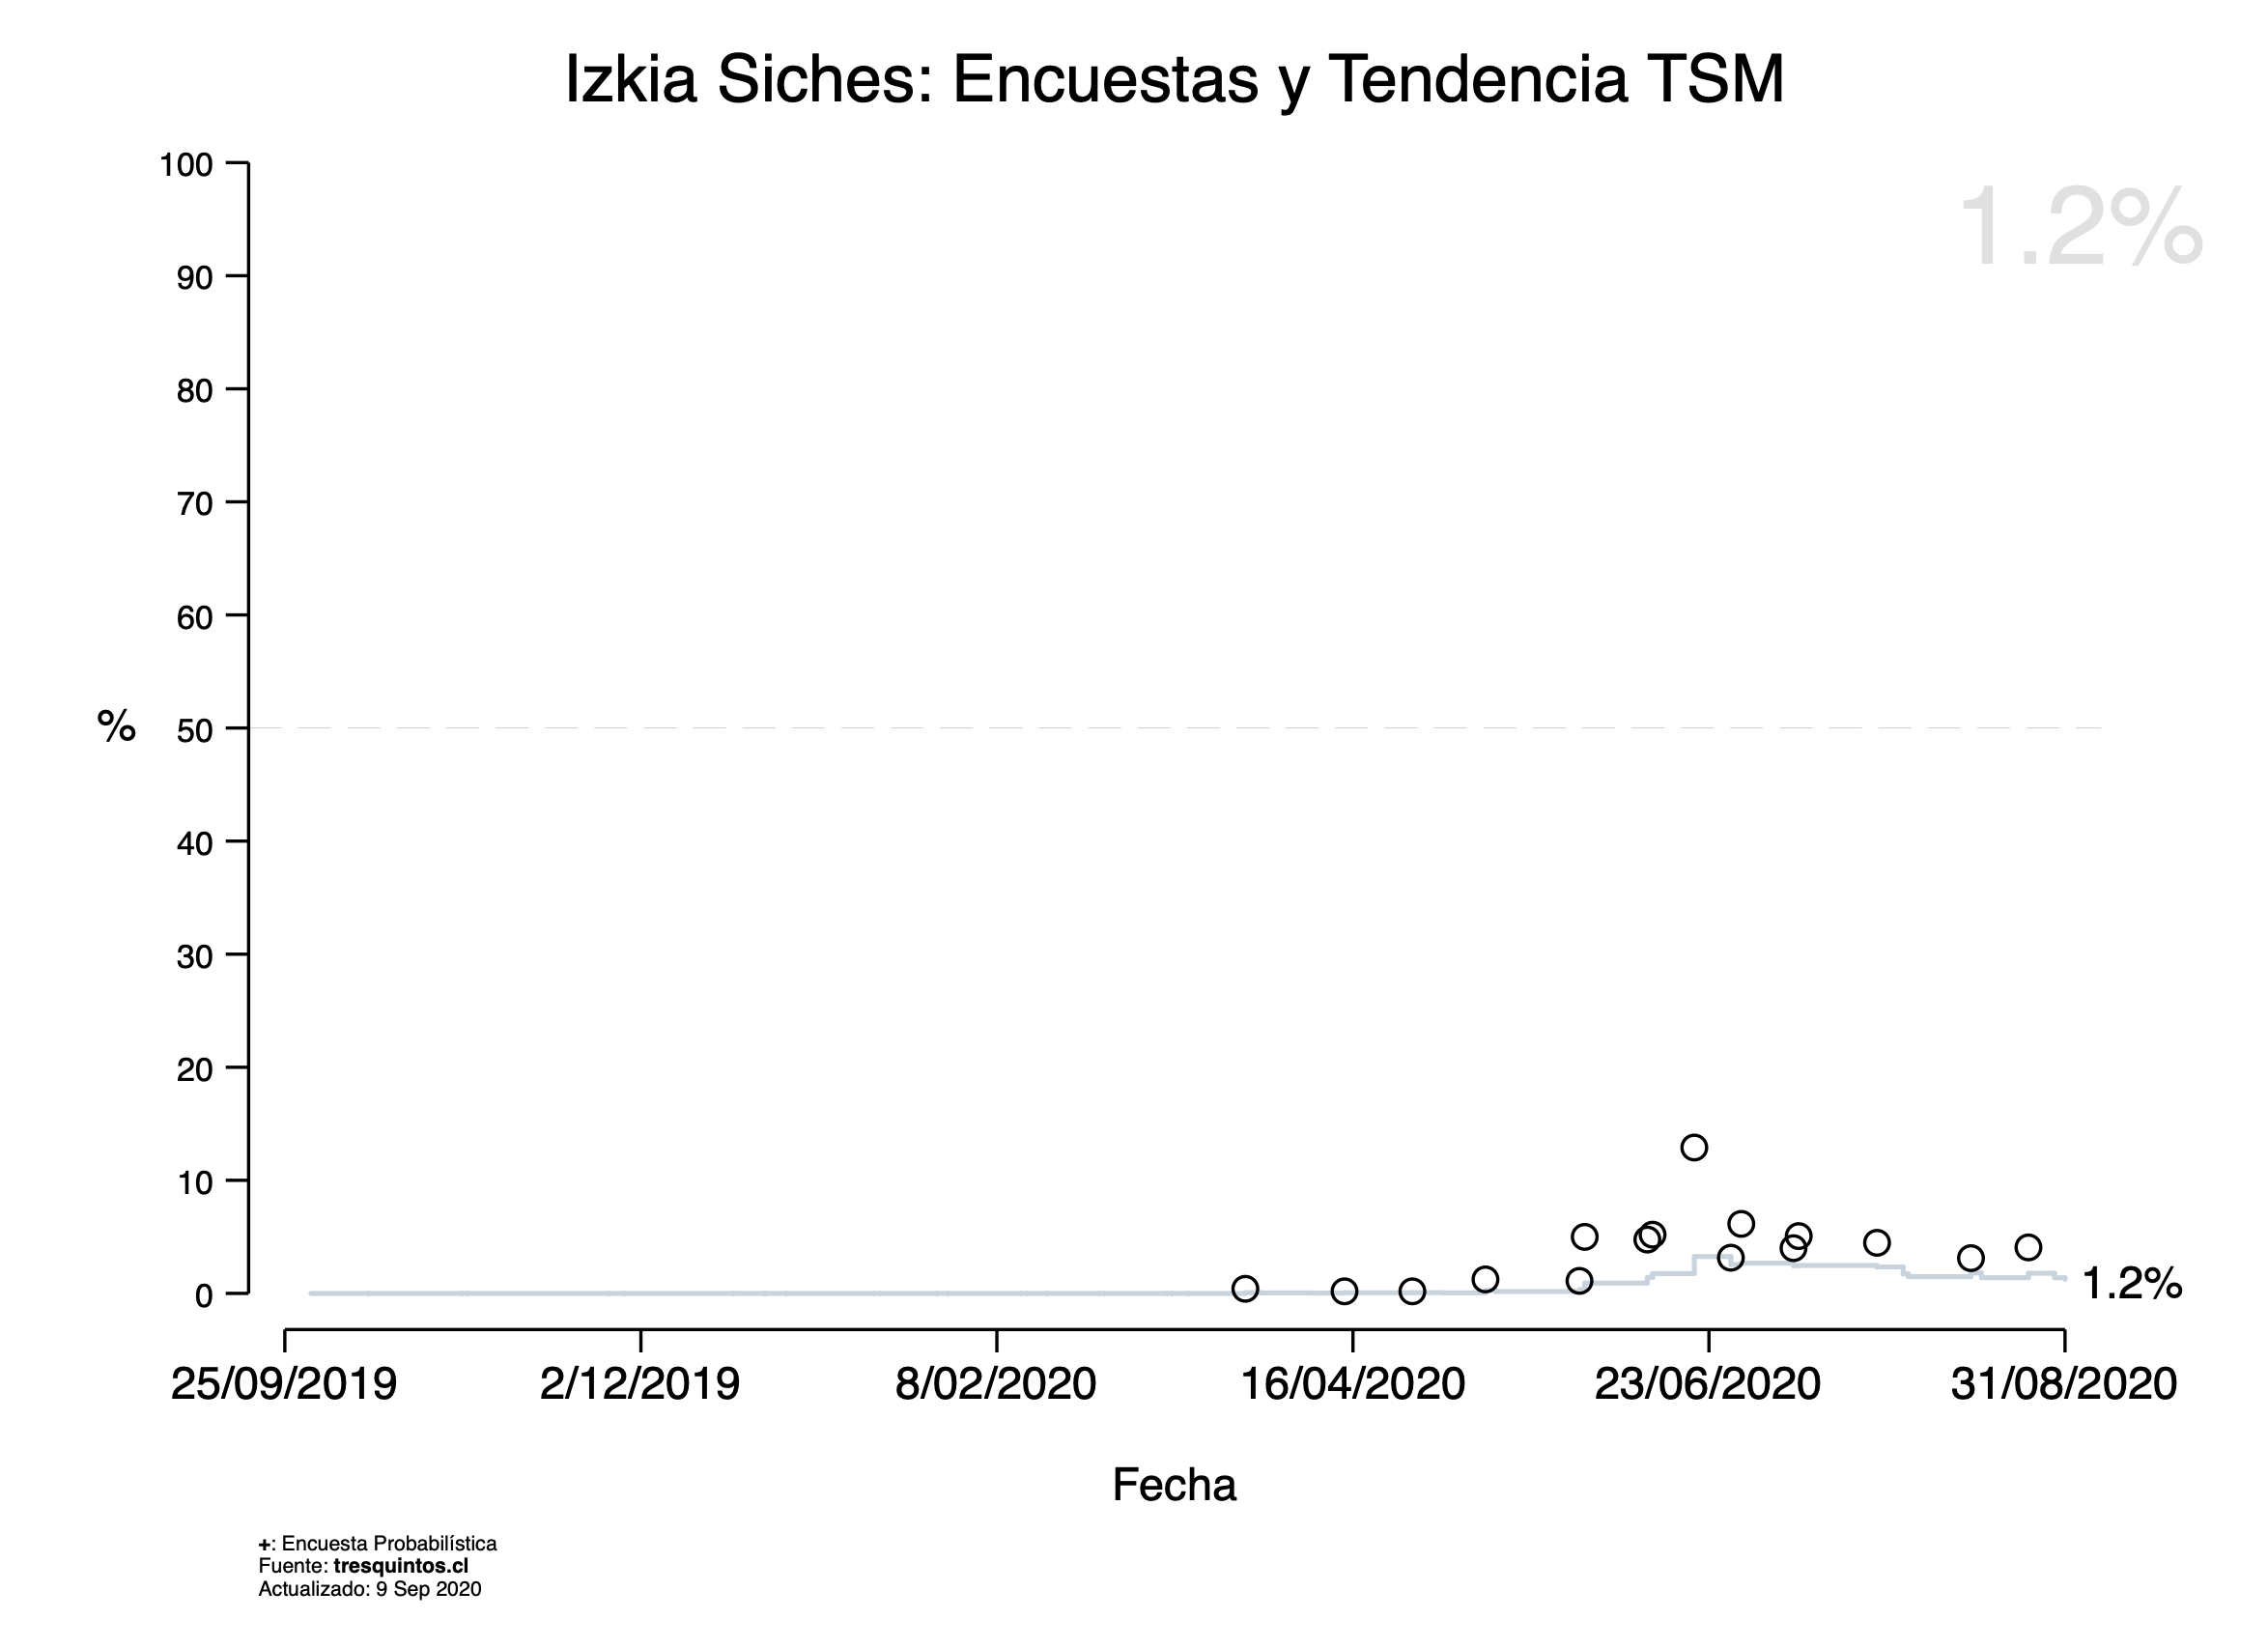 Izkia Siches: Encuestas y Tendencia TSM
1.2%
100
90
80
70
60
% 50
40
30
20
10
0
1.2%
25/09/2019 2/12/2019 8/02/2020 16/04/2020 23/06/2020 31/08/2020
Fecha
+: Encuesta Probabilística
Fuente: tresquintos.cl
Actualizado: 9 Sep 2020